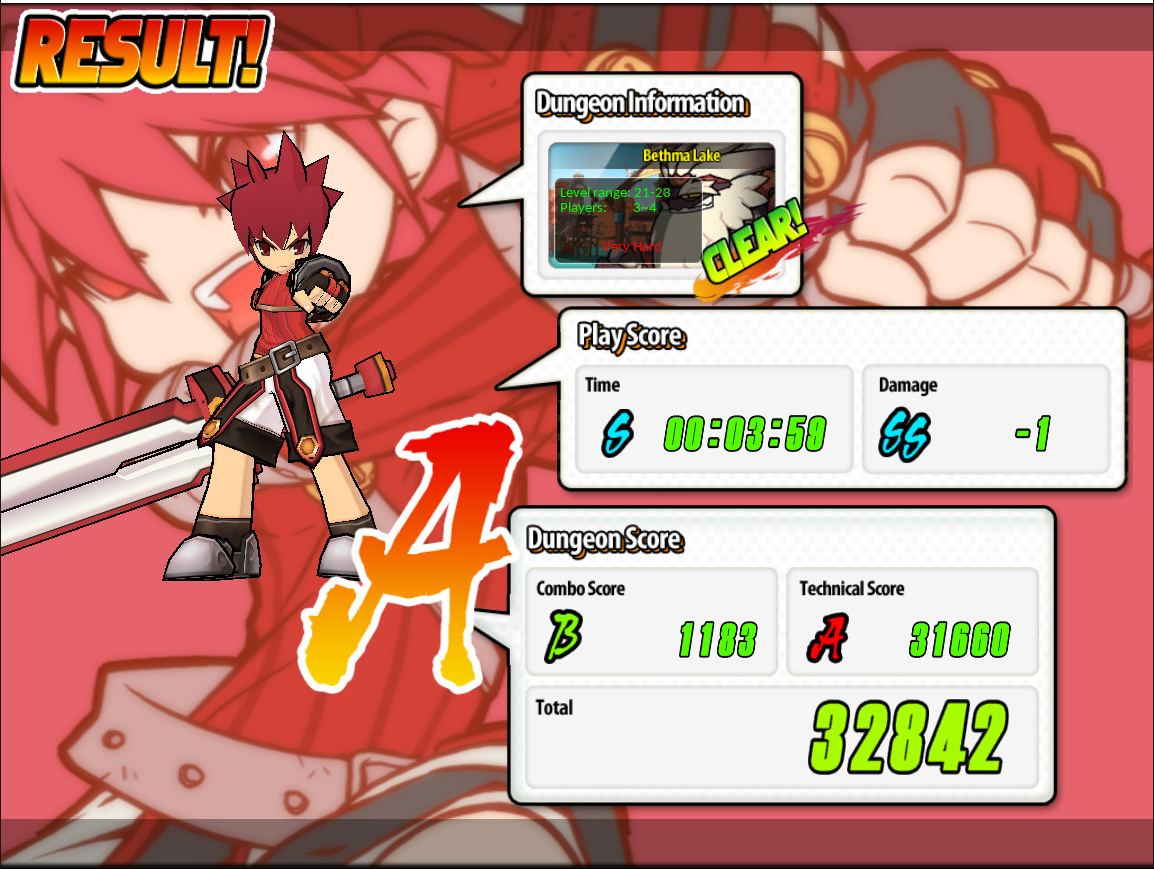 RESULT!
Dungeon Information
Bethma Lake
Level range: 21-28
Players: 3~4
Very Hard
CLEAR!
Play Score
Time
S 00:03:59
Damage
SS -1
A
Dungeon Score
Combo Score
B 1183
Technical Score
A 31660
Total
32842